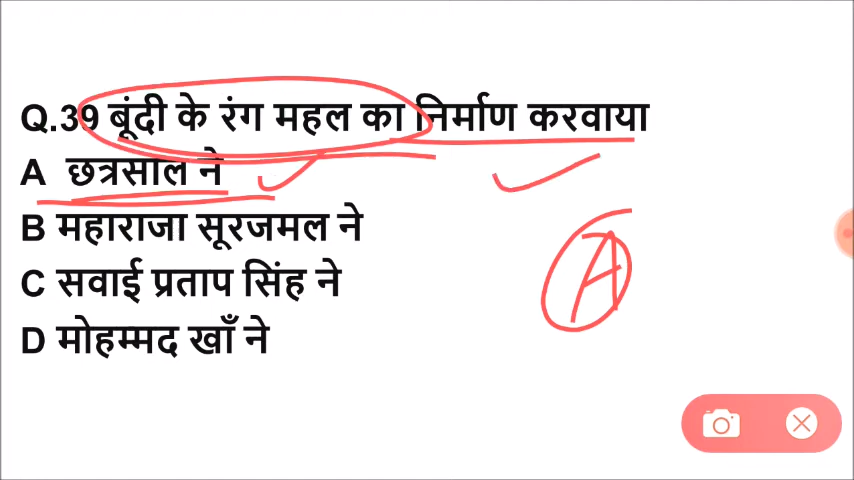 Q.39 बूंदी के रंग महल का निर्माण करवाया
A छत्रसाल ने
B महाराजा सूरजमल ने
C सवाई प्रताप सिंह ने
D मोहम्मद खाँ ने
A